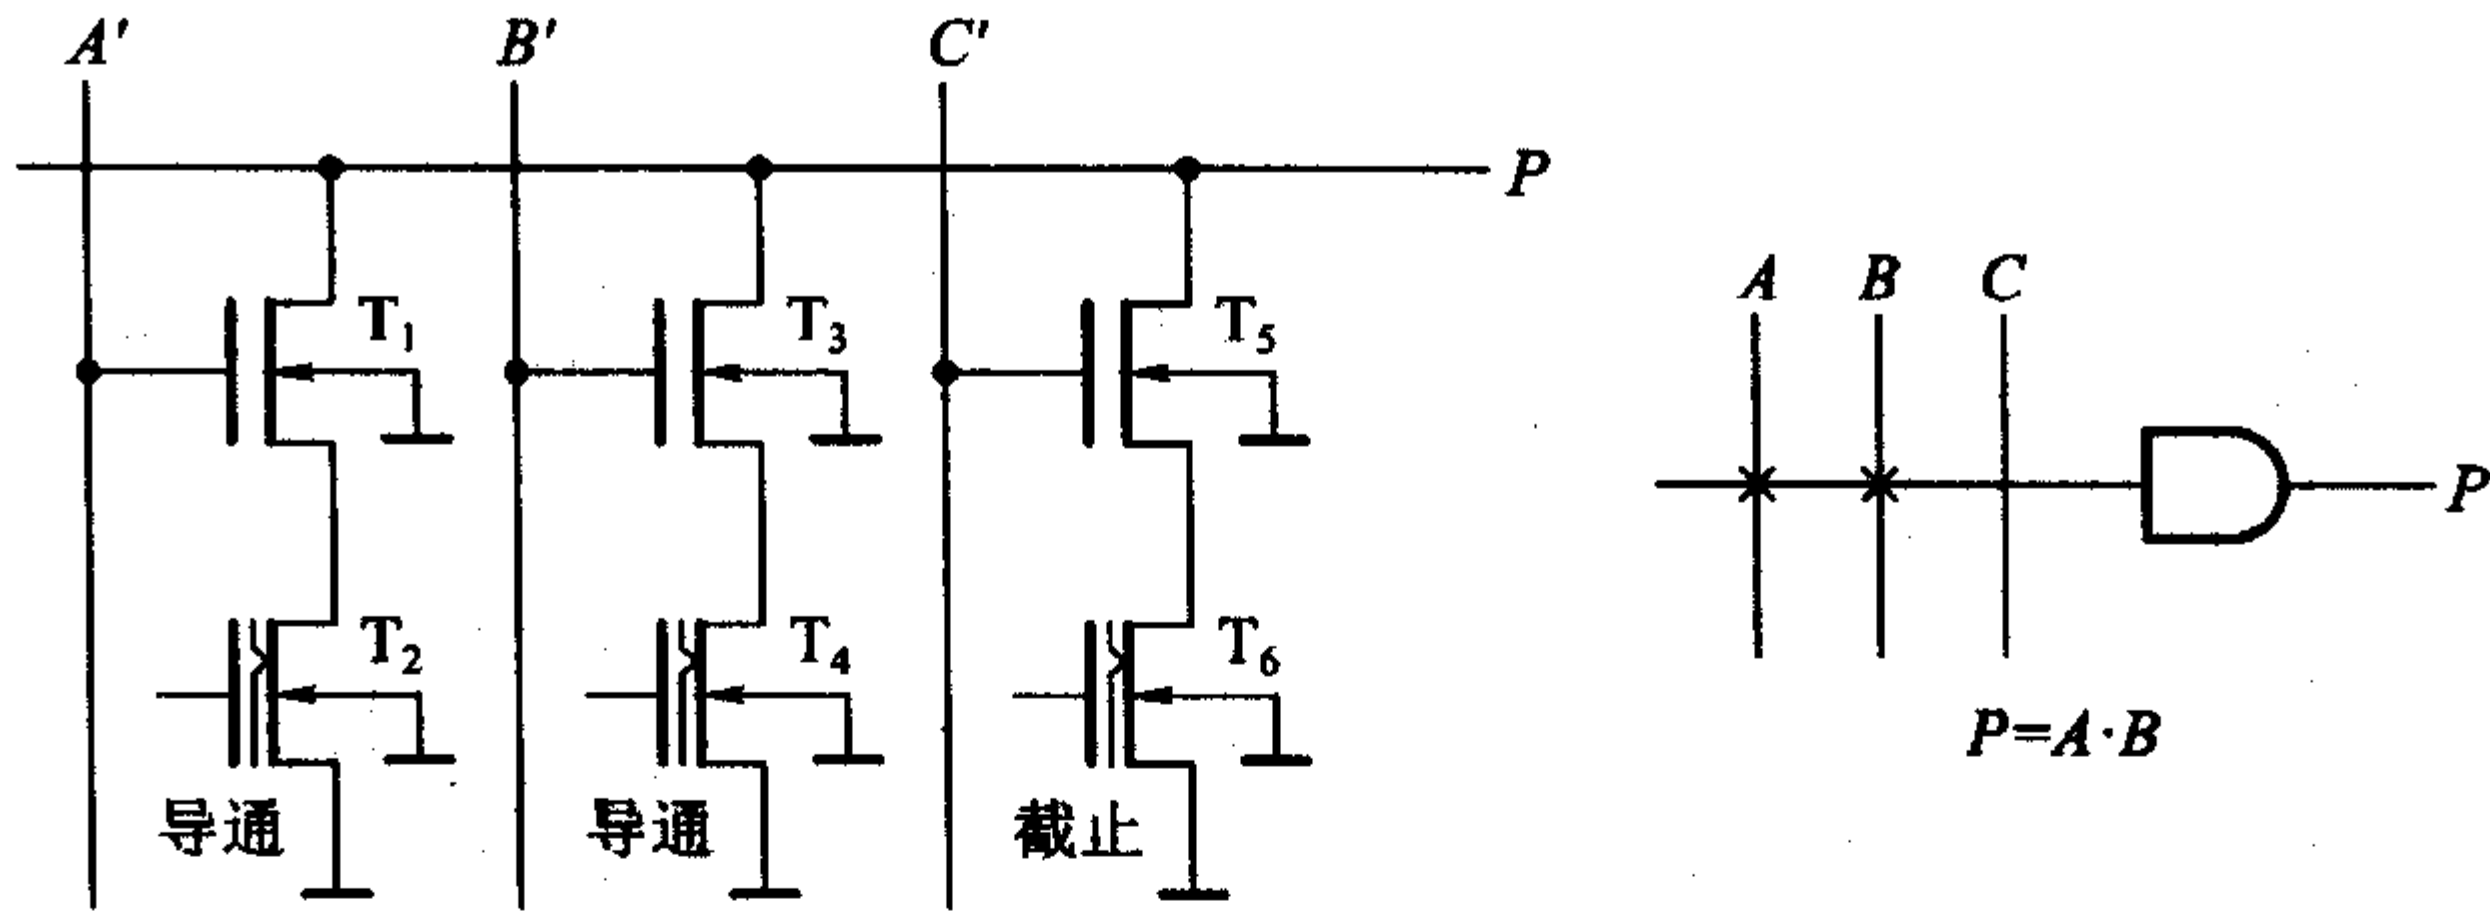 A′ B′ C′
P
T₁ T₃ T₅
A B C
P
T₂ T₄ T₆
P=A·B
导通 导通 截止